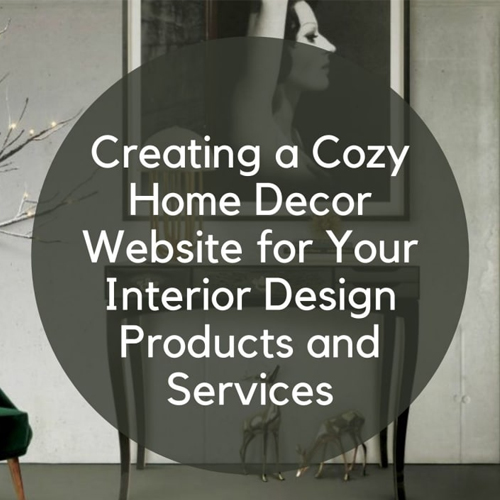 Creating a Cozy
Home Decor
Website for Your
Interior Design
Products and
Services